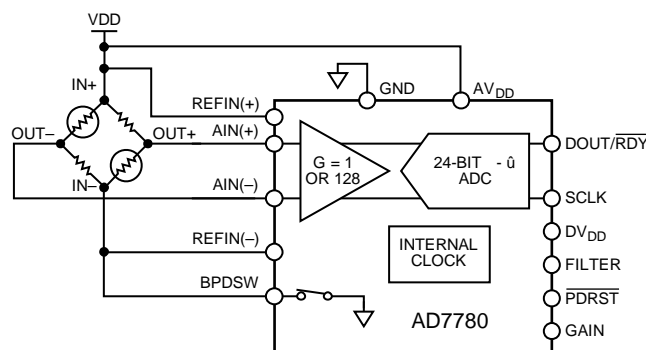 VDD
IN+
OUT–
OUT+
IN–
REFIN(+)
AIN(+)
AIN(–)
REFIN(–)
BPDSW
GND
AVDD
G = 1
OR 128
24-BIT - û
ADC
INTERNAL
CLOCK
AD7780
DOUT/RDY
SCLK
DVDD
FILTER
PDRST
GAIN